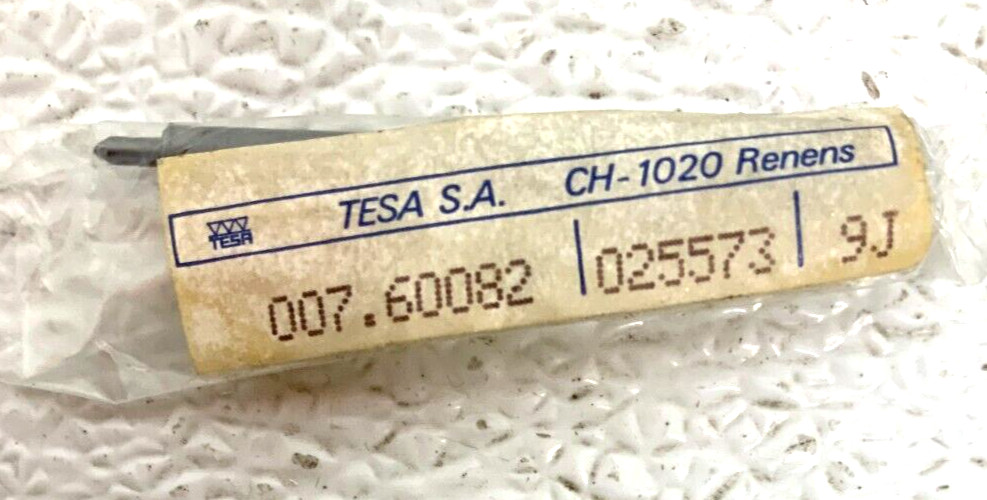 TESA TESA S.A. CH-1020 Renens
007.60082 025573 9J